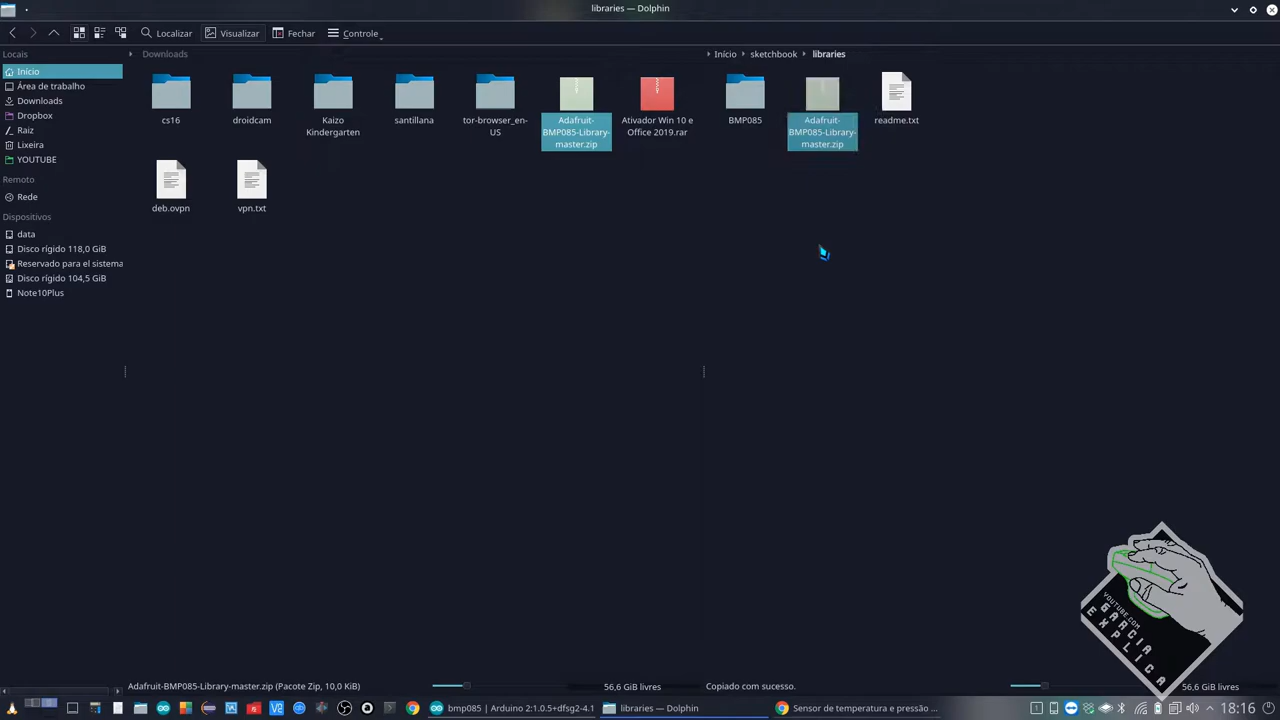 libraries — Dolphin
Localizar
Visualizar
Fechar
Controle
Locais
Início
Área de trabalho
Downloads
Dropbox
Raiz
Lixeira
YOUTUBE
Remoto
Rede
Dispositivos
data
Disco rígido 118,0 GiB
Reservado para el sistema
Disco rígido 104,5 GiB
Note10Plus
Downloads
cs16
droidcam
Kaizo
Kindergarten
santillana
tor-browser_en-
US
Adafruit-
BMP085-Library-
master.zip
Ativador Win 10 e
Office 2019.rar
deb.ovpn
vpn.txt
Início
sketchbook
libraries
BMP085
Adafruit-
BMP085-Library-
master.zip
readme.txt
YOUTUBE.COM
GARCIA
EXPLICA
Adafruit-BMP085-Library-master.zip (Pacote Zip, 10,0 KiB)
56,6 GiB livres
Copiado com sucesso.
56,6 GiB livres
bmp085 | Arduino 2:1.0.5+dfsg2-4.1
libraries — Dolphin
Sensor de temperatura e pressão ...
18:16